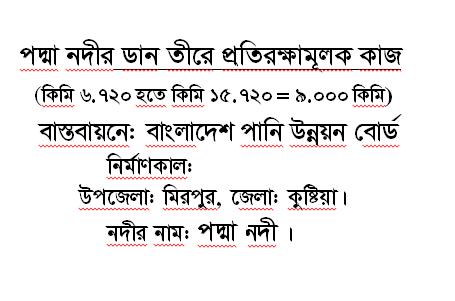 পদ্মা নদীর ডান তীরে প্রতিরক্ষামূলক কাজ
(কিমি ৬.৭২০ হতে কিমি ১৫.৭২০ = ৯.০০০ কিমি)
বাস্তবায়নে: বাংলাদেশ পানি উন্নয়ন বোর্ড
নির্মাণকাল:
উপজেলা: মিরপুর, জেলা: কুষ্টিয়া।
নদীর নাম: পদ্মা নদী ।